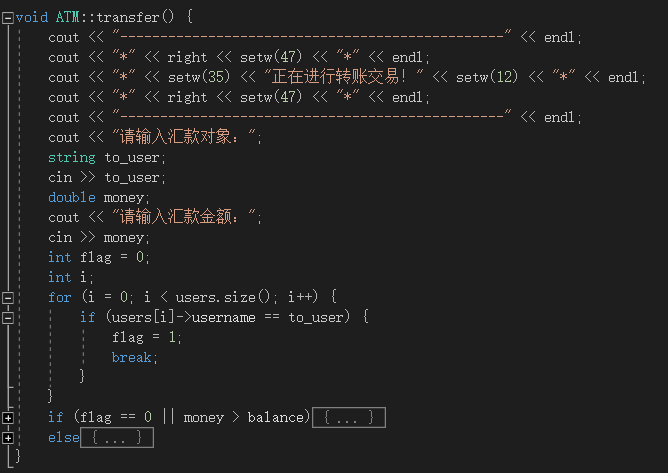 void ATM::transfer() {
cout << "------------------------------------------------" << endl;
cout << "*" << right << setw(47) << "*" << endl;
cout << "*" << setw(35) << "正在进行转账交易！" << setw(12) << "*" << endl;
cout << "*" << right << setw(47) << "*" << endl;
cout << "------------------------------------------------" << endl;
cout << "请输入汇款对象：";
string to_user;
cin >> to_user;
double money;
cout << "请输入汇款金额：";
cin >> money;
int flag = 0;
int i;
for (i = 0; i < users.size(); i++) {
if (users[i]->username == to_user) {
flag = 1;
break;
}
}
if (flag == 0 || money > balance) { ... }
else { ... }
}